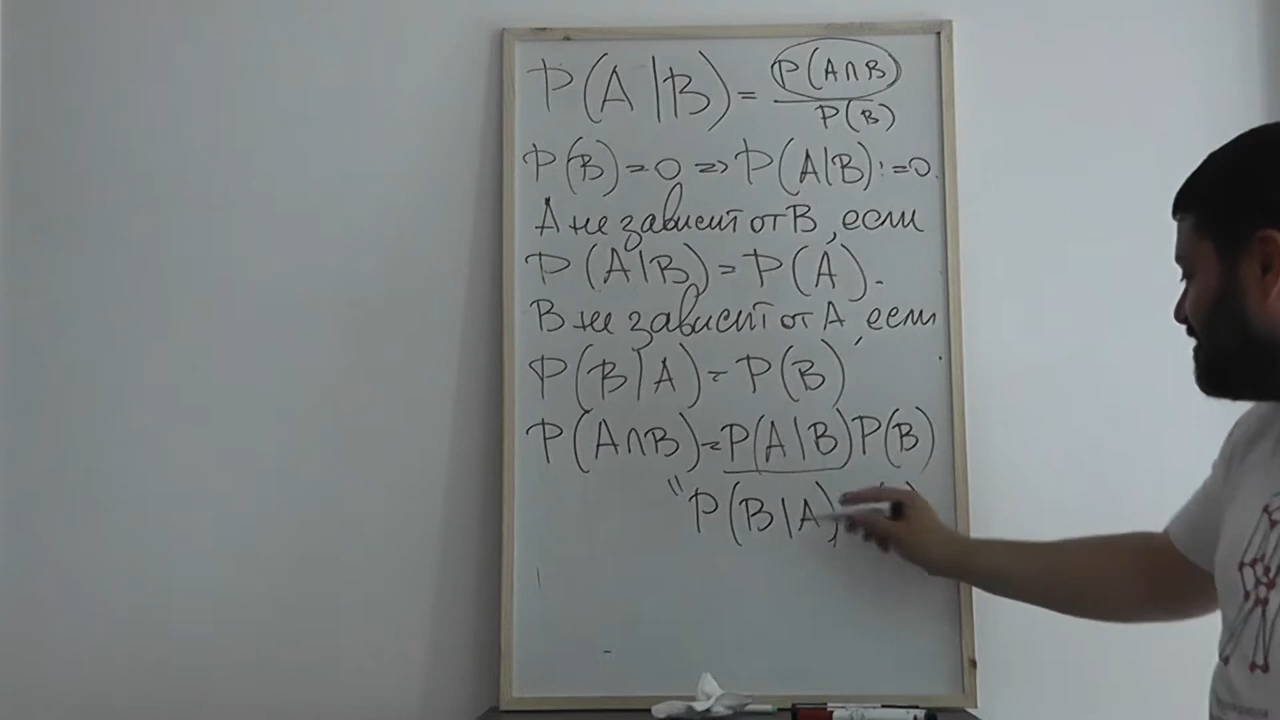 P(A|B) = P(A∩B) / P(B)
P(B)=0 => P(A|B):=0.
A не зависит от B, если
P(A|B)=P(A).
B не зависит от A, если
P(B|A)=P(B)
P(A∩B)=P(A|B)P(B)
"P(B|A)